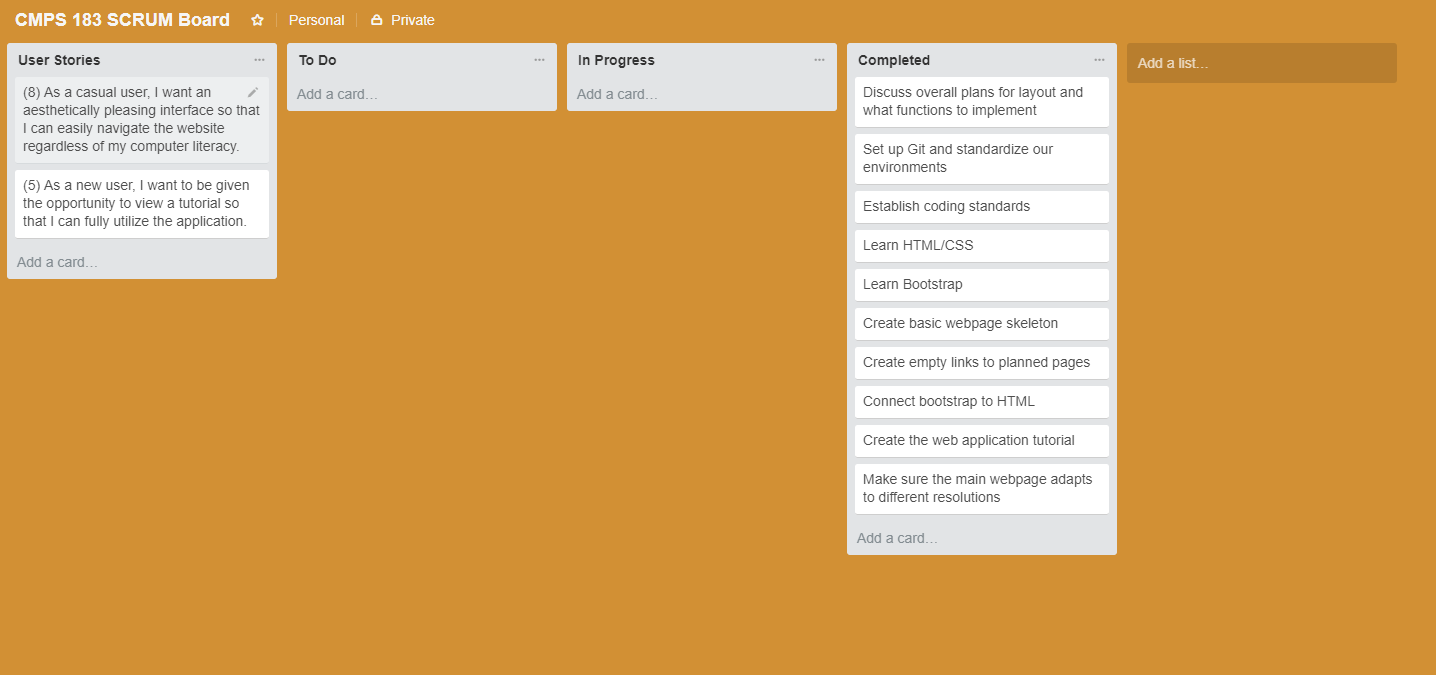 CMPS 183 SCRUM Board Personal Private
User Stories
(8) As a casual user, I want an
aesthetically pleasing interface so that
I can easily navigate the website
regardless of my computer literacy.
(5) As a new user, I want to be given
the opportunity to view a tutorial so
that I can fully utilize the application.
Add a card…
To Do
Add a card…
In Progress
Add a card…
Completed
Discuss overall plans for layout and
what functions to implement
Set up Git and standardize our
environments
Establish coding standards
Learn HTML/CSS
Learn Bootstrap
Create basic webpage skeleton
Create empty links to planned pages
Connect bootstrap to HTML
Create the web application tutorial
Make sure the main webpage adapts
to different resolutions
Add a card…
Add a list…